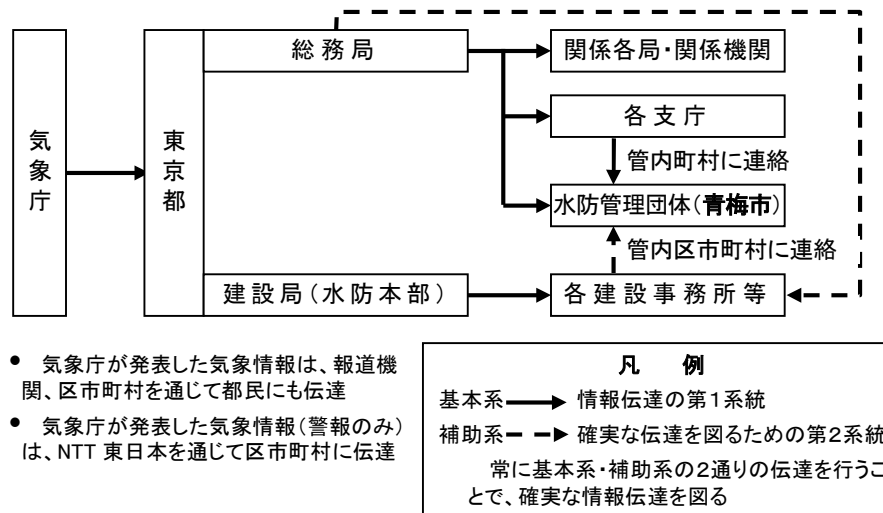 総務局
関係各局・関係機関
気象庁
東京都
各支庁
管内町村に連絡
水防管理団体(青梅市)
管内区市町村に連絡
建設局(水防本部)
各建設事務所等
● 気象庁が発表した気象情報は、報道機
関、区市町村を通じて都民にも伝達
● 気象庁が発表した気象情報(警報のみ)
は、NTT東日本を通じて区市町村に伝達
凡 例
基本系 情報伝達の第1系統
補助系 確実な伝達を図るための第2系統
常に基本系・補助系の2通りの伝達を行うこ
とで、確実な情報伝達を図る